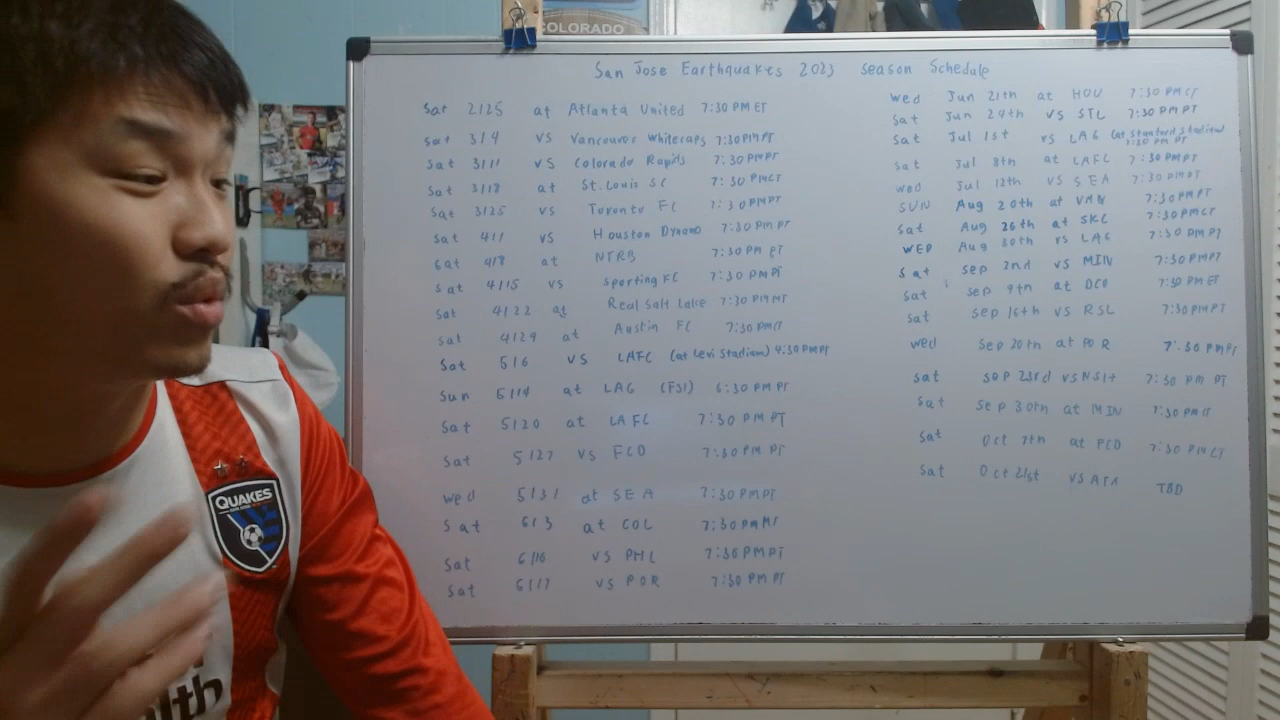 COLORADO
San Jose Earthquakes 2023 season Schedule
Sat 2/25 at Atlanta United 7:30 PM ET
Sat 3/4 VS Vancouver Whitecaps 7:30 PM PT
Sat 3/11 VS Colorado Rapids 7:30 PM PT
Sat 3/18 at St. Louis SC 7:30 PM CT
Sat 3/25 VS Toronto FC 7:30 PM PT
Sat 4/1 VS Houston Dynamo 7:30 PM PT
Sat 4/8 at NYRB 7:30 PM ET
Sat 4/15 VS Sporting KC 7:30 PM PT
Sat 4/22 at Real Salt Lake 7:30 PM MT
Sat 4/29 at Austin FC 7:30 PM CT
Sat 5/6 VS LAFC (at Levi Stadium) 4:30 PM PT
Sun 5/14 at LAG (FS1) 6:30 PM PT
Sat 5/20 at LAFC 7:30 PM PT
Sat 5/27 VS FCD 7:30 PM PT
Wed 5/31 at SEA 7:30 PM PT
Sat 6/3 at COL 7:30 PM MT
Sat 6/10 VS PHL 7:30 PM PT
Sat 6/17 VS POR 7:30 PM PT
Wed Jun 21th at HOU 7:30 PM CT
Sat Jun 24th VS STL 7:30 PM PT
Sat Jul 1st VS LAG (at Stanford Stadium)
7:30 PM PT
Sat Jul 8th at LAFC 7:30 PM PT
Wed Jul 12th VS SEA 7:30 PM PT
SUN Aug 20th at VAN 7:30 PM PT
Sat Aug 26th at SKC 7:30 PM CT
WED Aug 30th VS LAG 7:30 PM PT
Sat Sep 2nd VS MIN 7:30 PM PT
Sat Sep 9th at DCU 7:30 PM ET
Sat Sep 16th VS RSL 7:30 PM PT
Wed Sep 20th at POR 7:30 PM PT
Sat Sep 23rd VS NSH 7:30 PM PT
Sat Sep 30th at MIN 7:30 PM CT
Sat Oct 7th at FCD 7:30 PM CT
Sat Oct 21st VS ATX TBD
QUAKES
lth